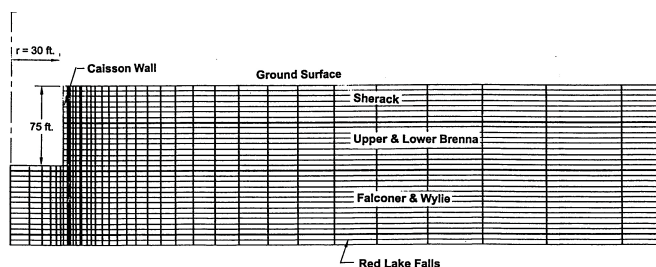 r = 30 ft.
Caisson Wall
Ground Surface
Sherack
75 ft.
Upper & Lower Brenna
Falconer & Wylie
Red Lake Falls